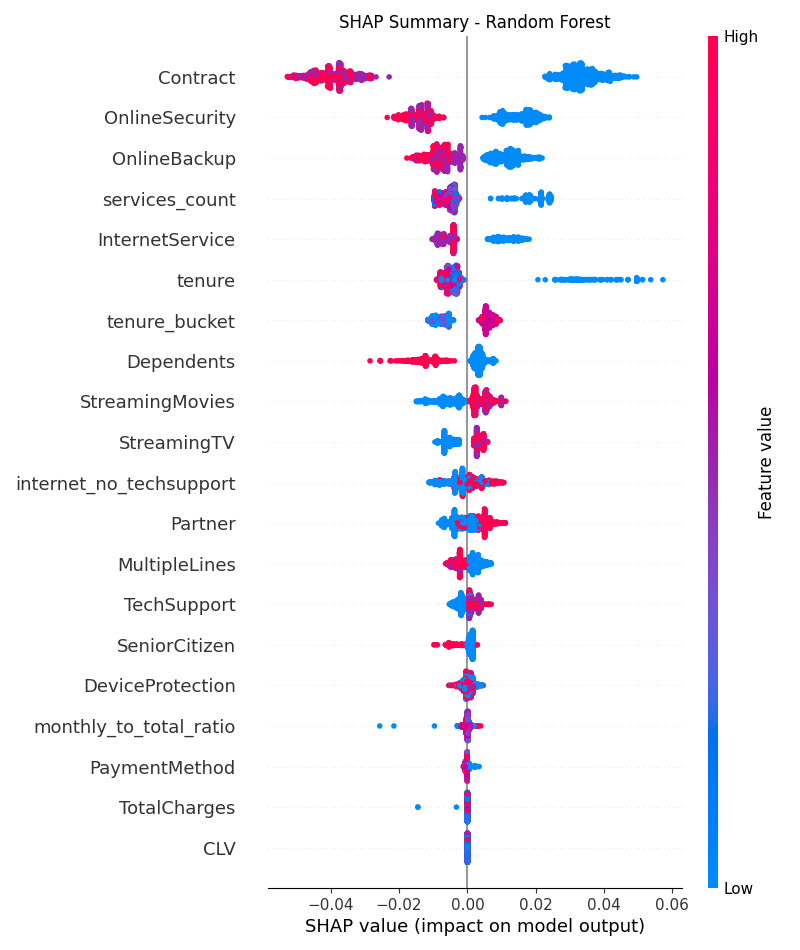 SHAP Summary - Random Forest
High
Contract
OnlineSecurity
OnlineBackup
services_count
InternetService
tenure
tenure_bucket
Dependents
StreamingMovies
StreamingTV
internet_no_techsupport
Partner
MultipleLines
TechSupport
SeniorCitizen
DeviceProtection
monthly_to_total_ratio
PaymentMethod
TotalCharges
CLV
Feature value
Low
−0.04 −0.02 0.00 0.02 0.04 0.06
SHAP value (impact on model output)